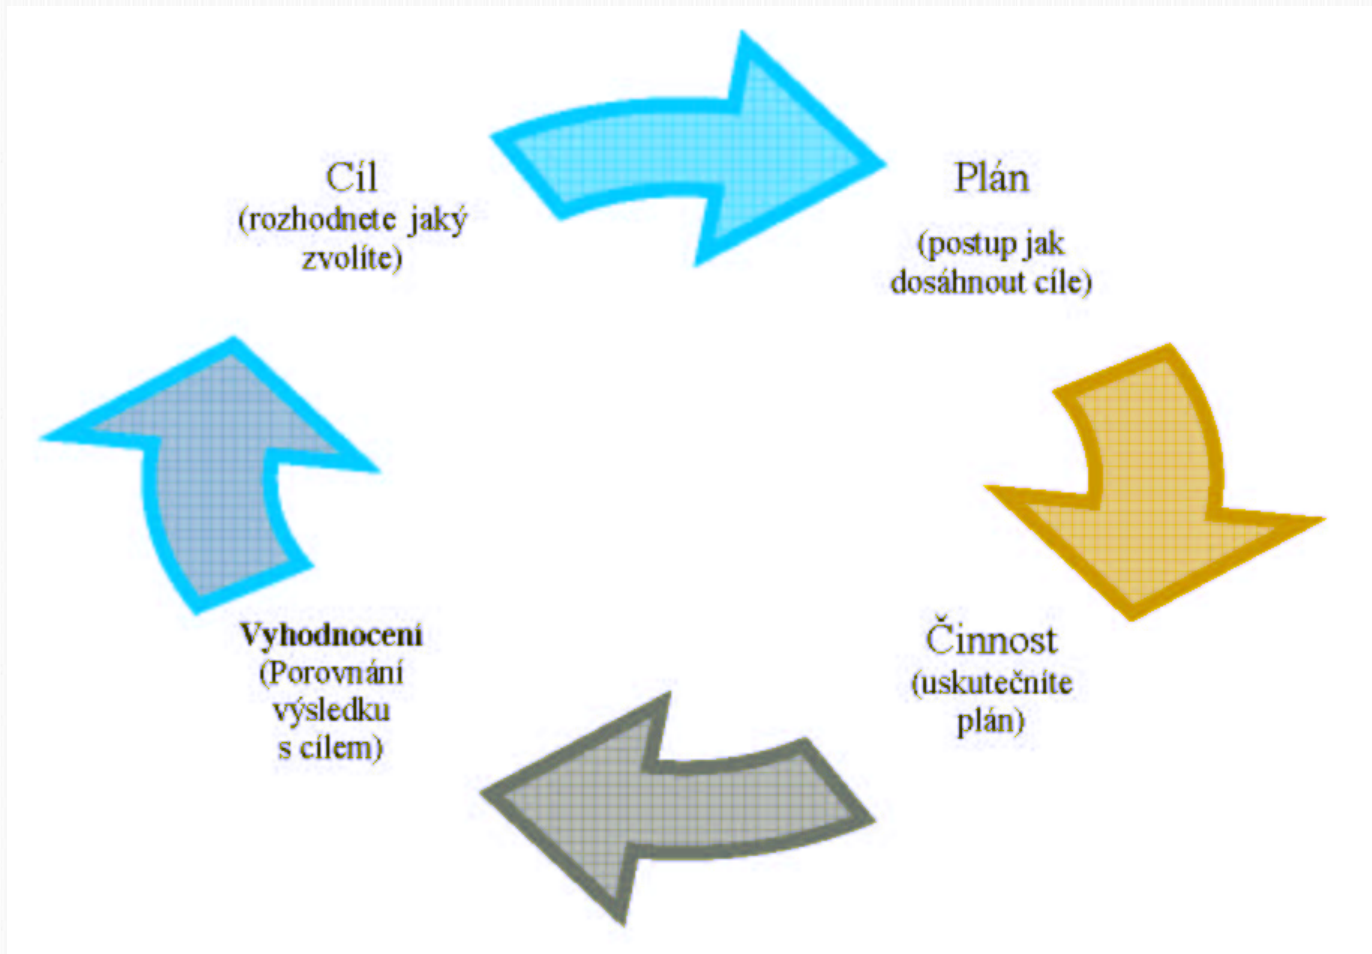 Cíl
(rozhodnete jaký
zvolíte)
Plán
(postup jak
dosáhnout cíle)
Činnost
(uskutečníte
plán)
Vyhodnocení
(Porovnání
výsledku
s cílem)